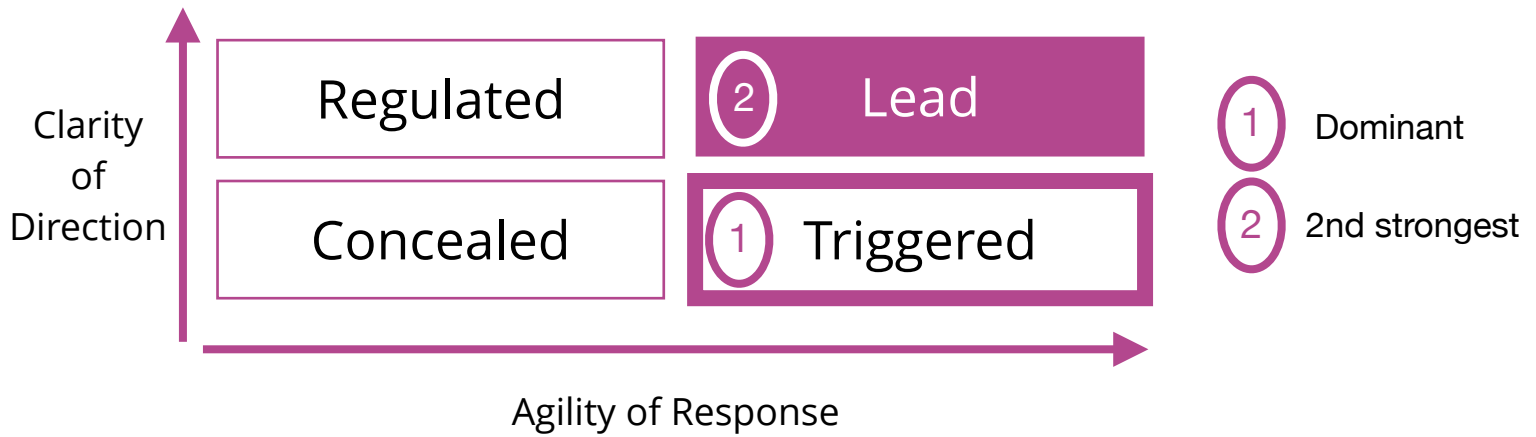 Clarity
of
Direction
Regulated
2
Lead
Concealed
1
Triggered
1
Dominant
2
2nd strongest
Agility of Response